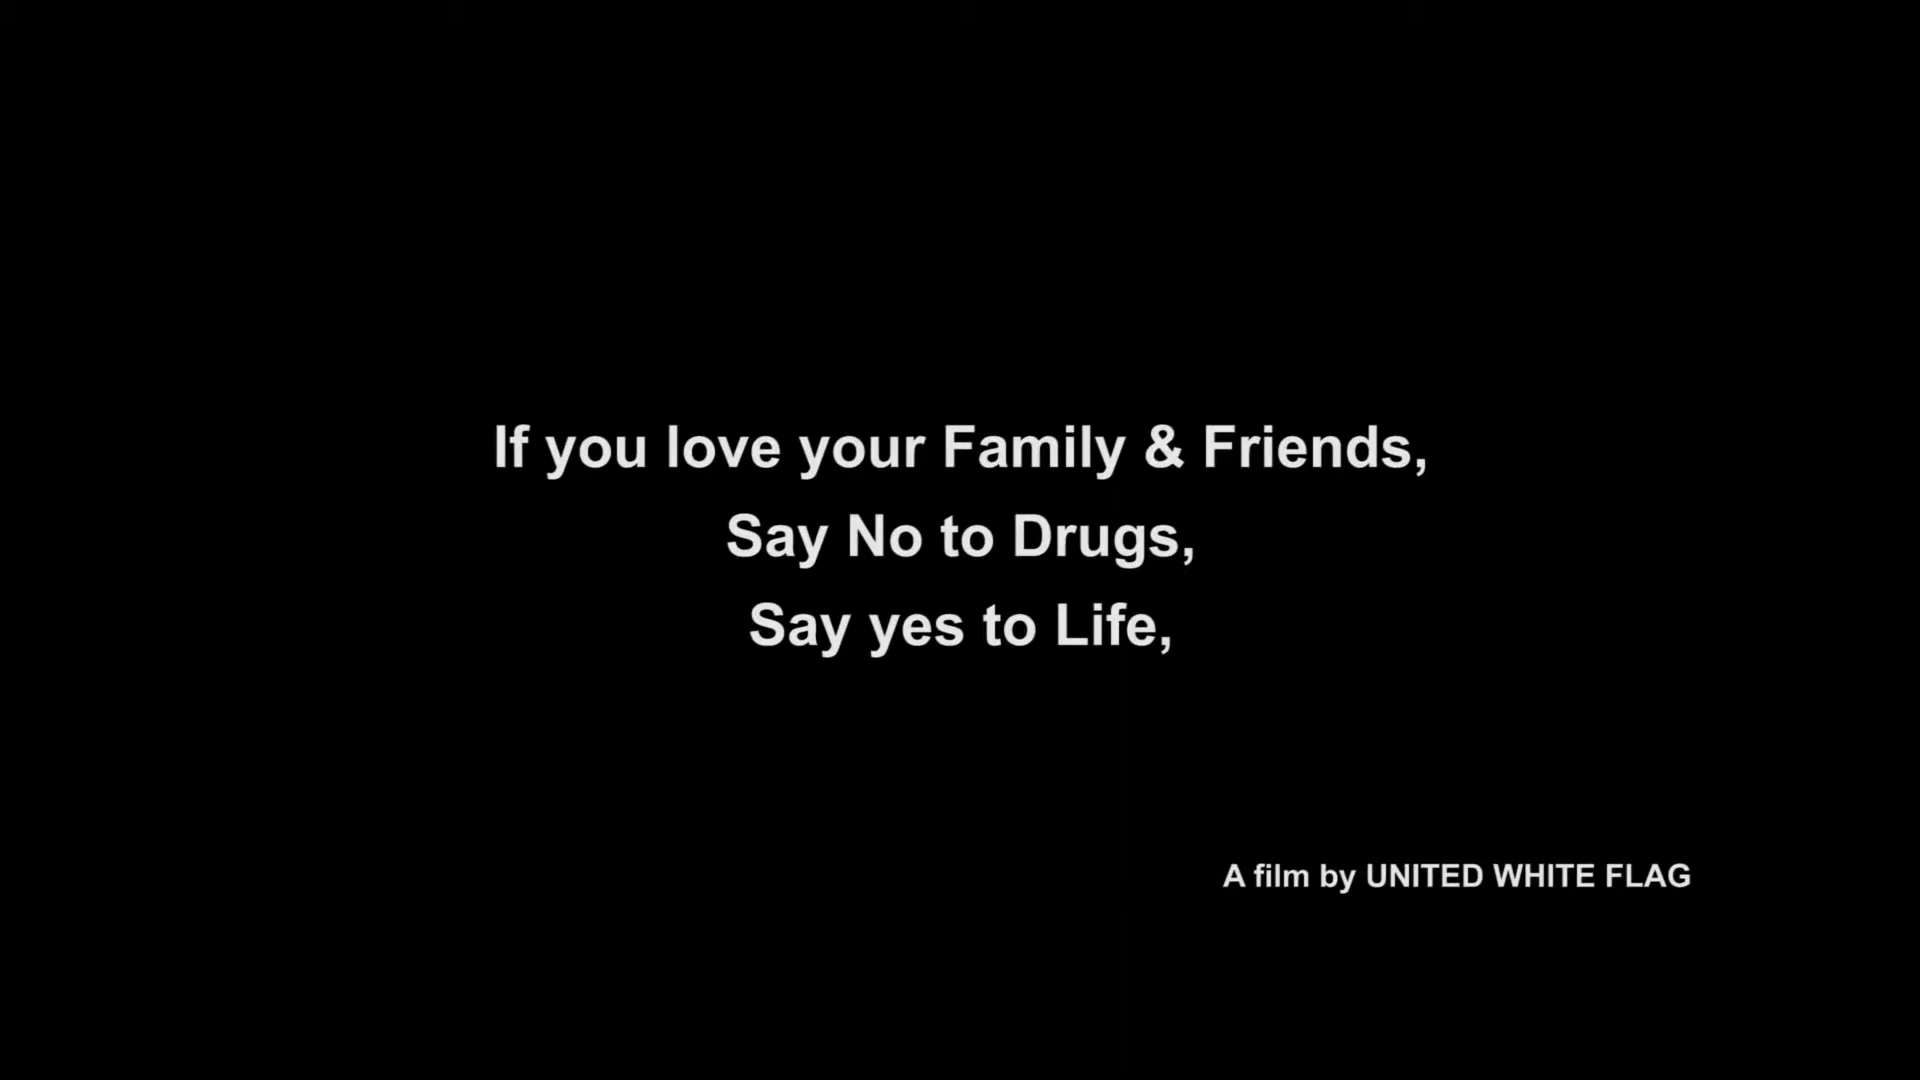 If you love your Family & Friends,
Say No to Drugs,
Say yes to Life,
A film by UNITED WHITE FLAG